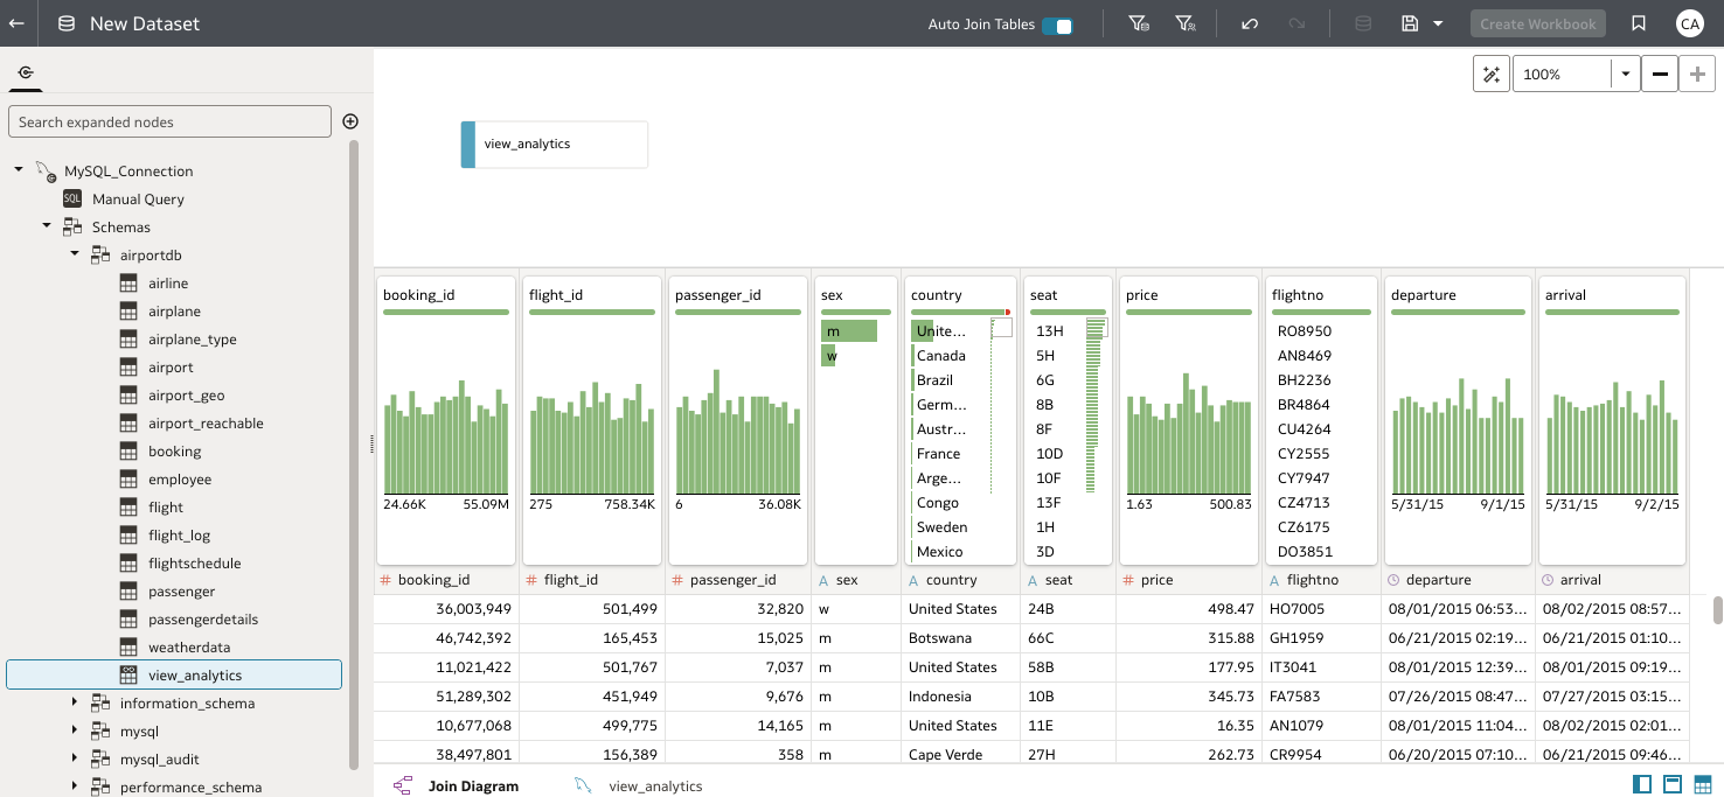 New Dataset
Auto Join Tables
Create Workbook
CA
Search expanded nodes
100%
MySQL_Connection
SQL Manual Query
Schemas
airportdb
airline
airplane
airplane_type
airport
airport_geo
airport_reachable
booking
employee
flight
flight_log
flightschedule
passenger
passengerdetails
weatherdata
view_analytics
information_schema
mysql
mysql_audit
performance_schema
view_analytics
booking_id
24.66K 55.09M
flight_id
275 758.34K
passenger_id
6 36.08K
sex
m
w
country
Unite...
Canada
Brazil
Germ...
Austr...
France
Arge...
Congo
Sweden
Mexico
seat
13H
5H
6G
8B
8F
10D
10F
13F
1H
3D
price
1.63 500.83
flightno
RO8950
AN8469
BH2236
BR4864
CU4264
CY2555
CY7947
CZ4713
CZ6175
DO3851
departure
5/31/15 9/1/15
arrival
5/31/15 9/2/15
# booking_id # flight_id # passenger_id A sex A country A seat # price A flightno departure arrival
36,003,949 501,499 32,820 w United States 24B 498.47 HO7005 08/01/2015 06:53... 08/02/2015 08:57...
46,742,392 165,453 15,025 m Botswana 66C 315.88 GH1959 06/21/2015 02:19... 06/21/2015 01:10...
11,021,422 501,767 7,037 m United States 58B 177.95 IT3041 08/01/2015 12:39... 08/01/2015 09:19...
51,289,302 451,949 9,676 m Indonesia 10B 345.73 FA7583 07/26/2015 08:47... 07/27/2015 03:15...
10,677,068 499,775 14,165 m United States 11E 16.35 AN1079 08/01/2015 11:04... 08/02/2015 02:01...
38,497,801 156,389 358 m Cape Verde 27H 262.73 CR9954 06/20/2015 07:10... 06/21/2015 09:46...
Join Diagram
view_analytics